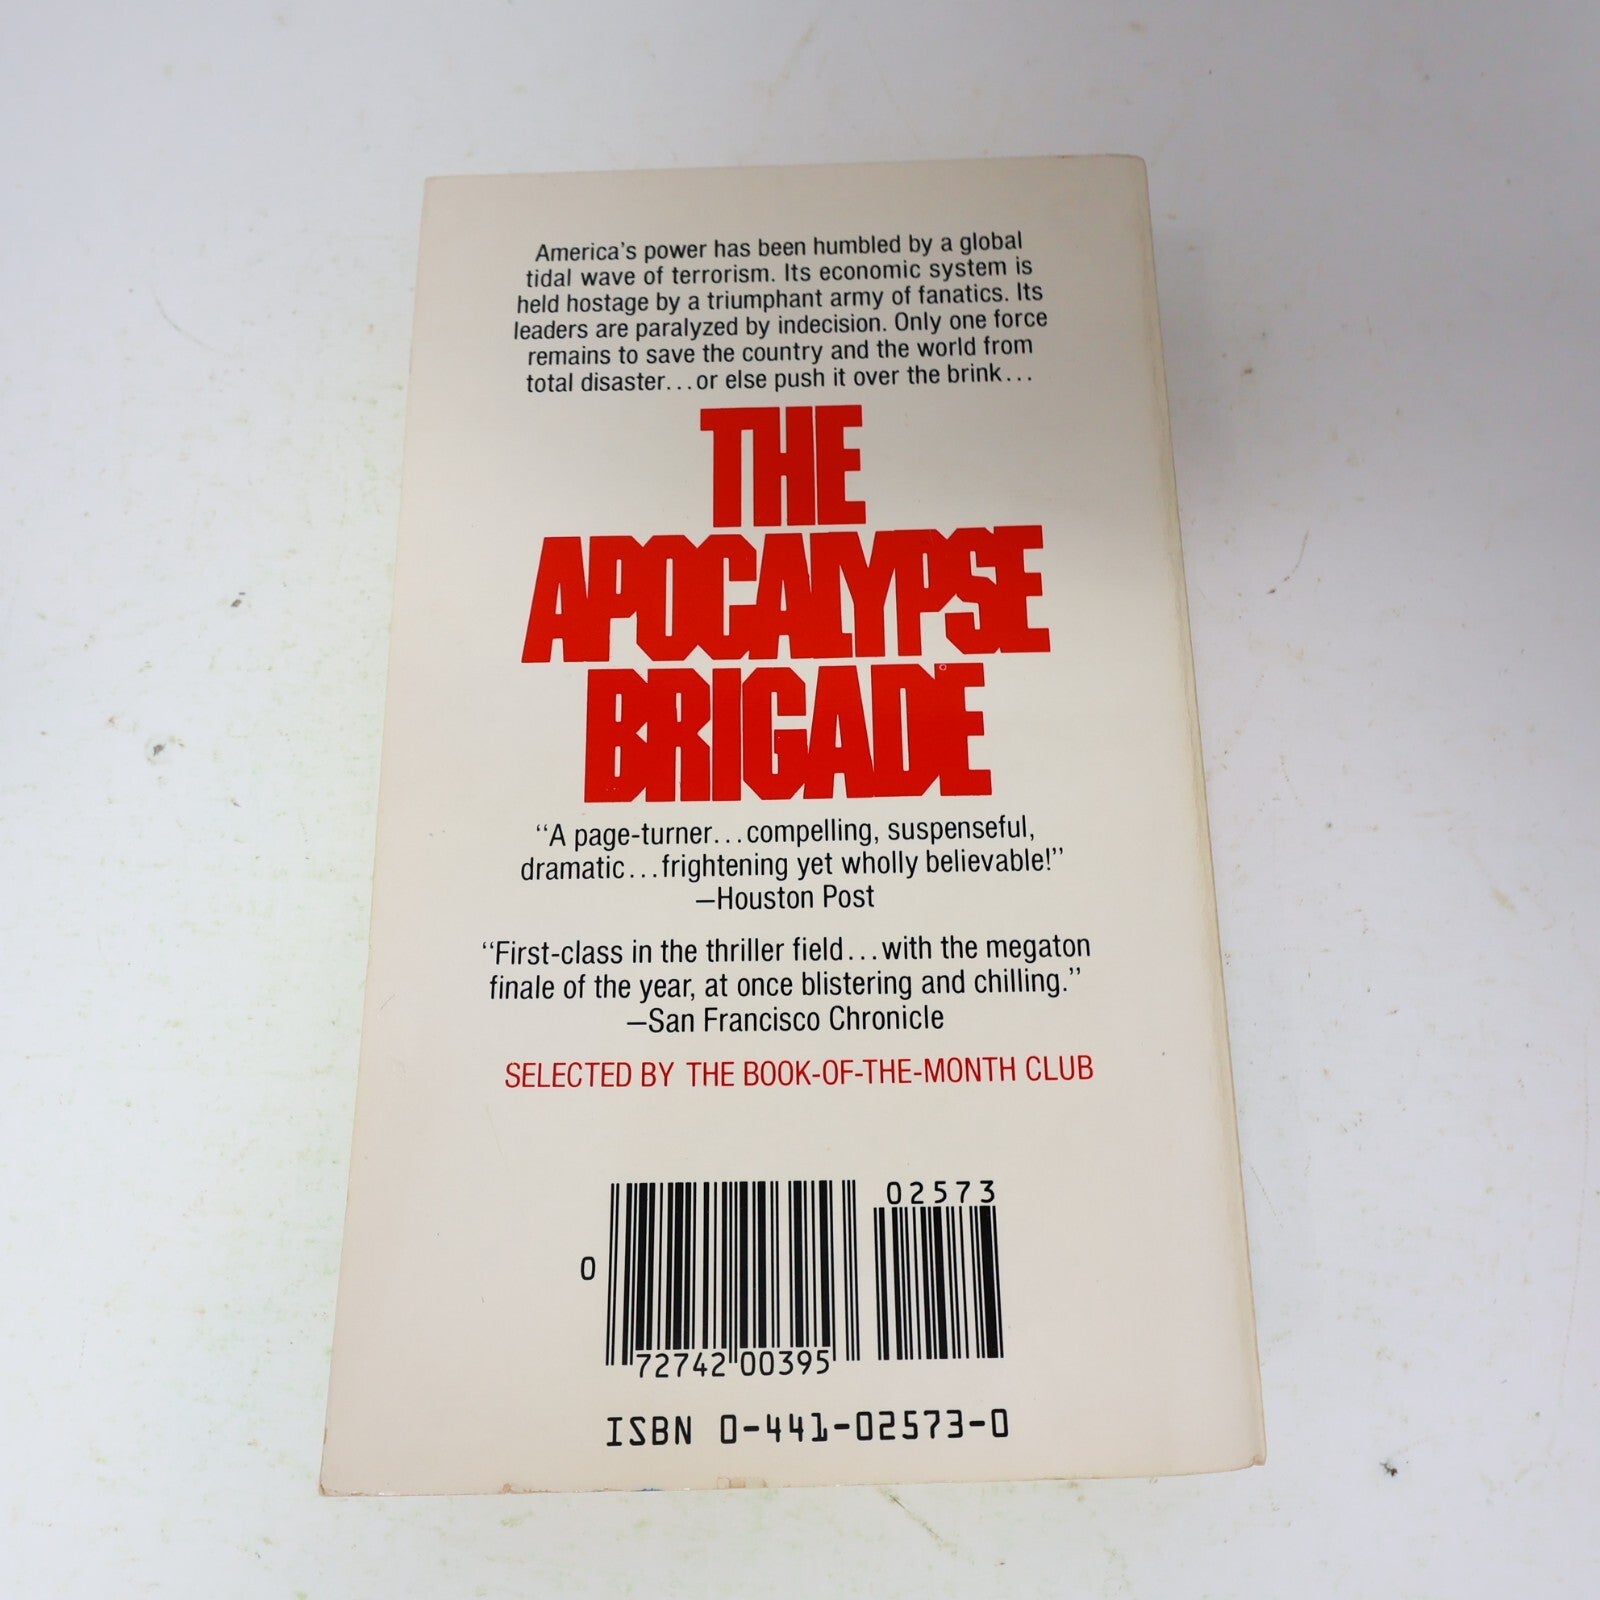 America's power has been humbled by a global
tidal wave of terrorism. Its economic system is
held hostage by a triumphant army of fanatics. Its
leaders are paralyzed by indecision. Only one force
remains to save the country and the world from
total disaster...or else push it over the brink...
THE
APOCALYPSE
BRIGADE
"A page-turner...compelling, suspenseful,
dramatic...frightening yet wholly believable!"
—Houston Post
"First-class in the thriller field...with the megaton
finale of the year, at once blistering and chilling."
—San Francisco Chronicle
SELECTED BY THE BOOK-OF-THE-MONTH CLUB
02573
0
72742 00395
ISBN 0-441-02573-0